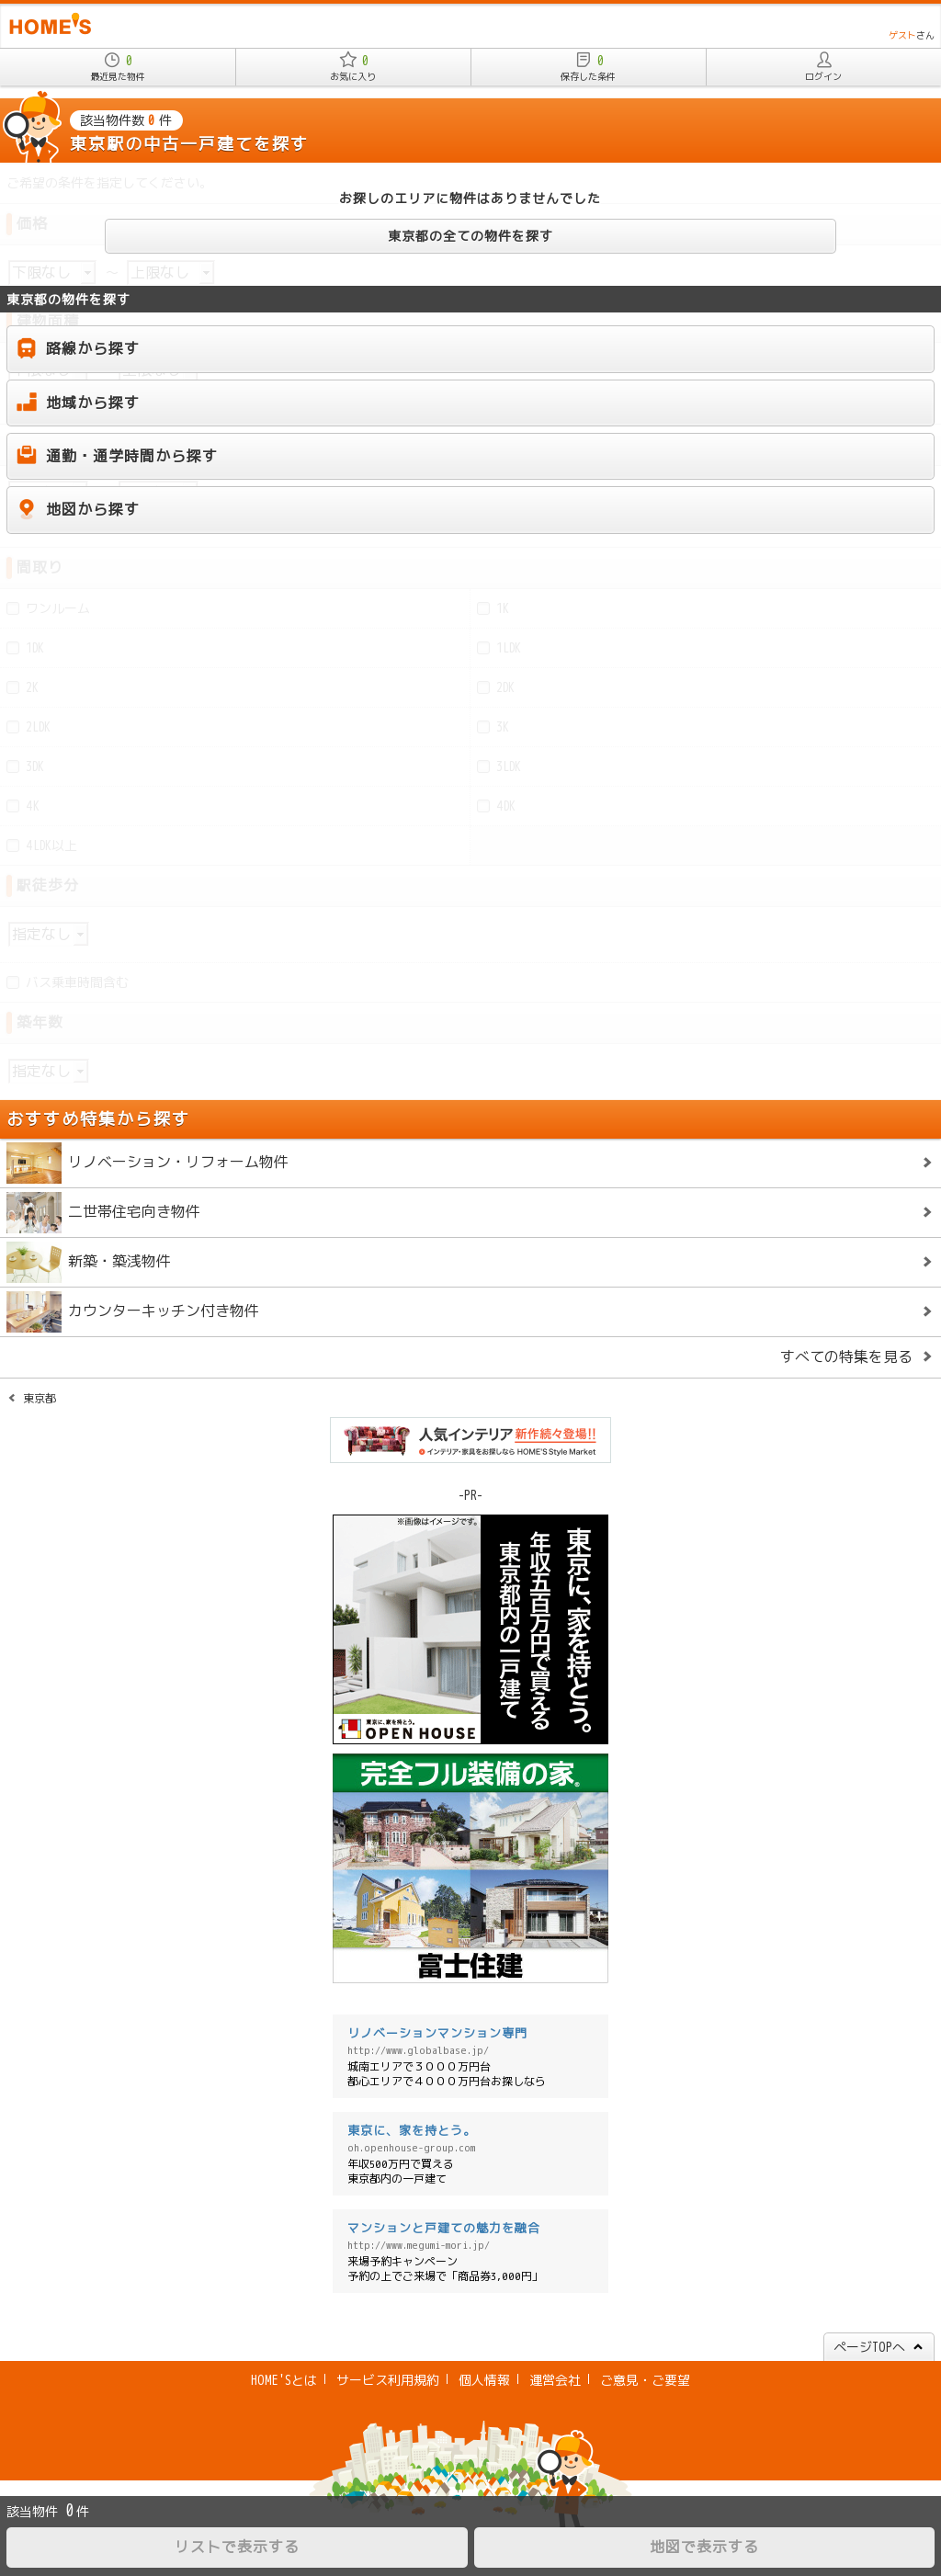 HOME'S
ゲストさん
0
最近見た物件
0
お気に入り
0
保存した条件
ログイン
該当物件数 0 件
東京駅の中古一戸建てを探す
ご希望の条件を指定してください。
お探しのエリアに物件はありませんでした
価格
東京都の全ての物件を探す
下限なし ～ 上限なし
東京都の物件を探す
建物面積
路線から探す
地域から探す
通勤・通学時間から探す
地図から探す
間取り
ワンルーム
1K
1DK
1LDK
2K
2DK
2LDK
3K
3DK
3LDK
4K
4DK
4LDK以上
駅徒歩分
指定なし
バス乗車時間含む
築年数
指定なし
おすすめ特集から探す
リノベーション・リフォーム物件
二世帯住宅向き物件
新築・築浅物件
カウンターキッチン付き物件
すべての特集を見る
東京都
人気インテリア新作続々登場!!
インテリア・家具をお探しなら HOME'S Style Market
-PR-
※画像はイメージです。
東京に、家を持とう。
年収五百万円で買える
東京都内の一戸建て
東京に、家を持とう。
OPEN HOUSE
完全フル装備の家®
富士住建
リノベーションマンション専門
http://www.globalbase.jp/
城南エリアで３０００万円台
都心エリアで４０００万円台お探しなら
東京に、家を持とう。
oh.openhouse-group.com
年収500万円で買える
東京都内の一戸建て
マンションと戸建ての魅力を融合
http://www.megumi-mori.jp/
来場予約キャンペーン
予約の上でご来場で「商品券3,000円」
ページTOPへ
HOME'Sとは | サービス利用規約 | 個人情報 | 運営会社 | ご意見・ご要望
該当物件 0件
リストで表示する
地図で表示する